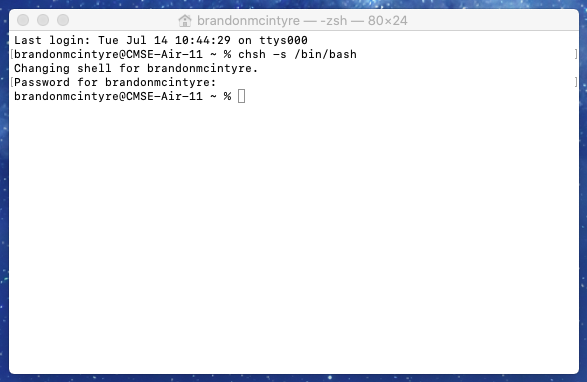 brandonmcintyre — -zsh — 80×24
Last login: Tue Jul 14 10:44:29 on ttys000
[brandonmcintyre@CMSE-Air-11 ~ % chsh -s /bin/bash ]
Changing shell for brandonmcintyre.
[Password for brandonmcintyre: ]
brandonmcintyre@CMSE-Air-11 ~ %